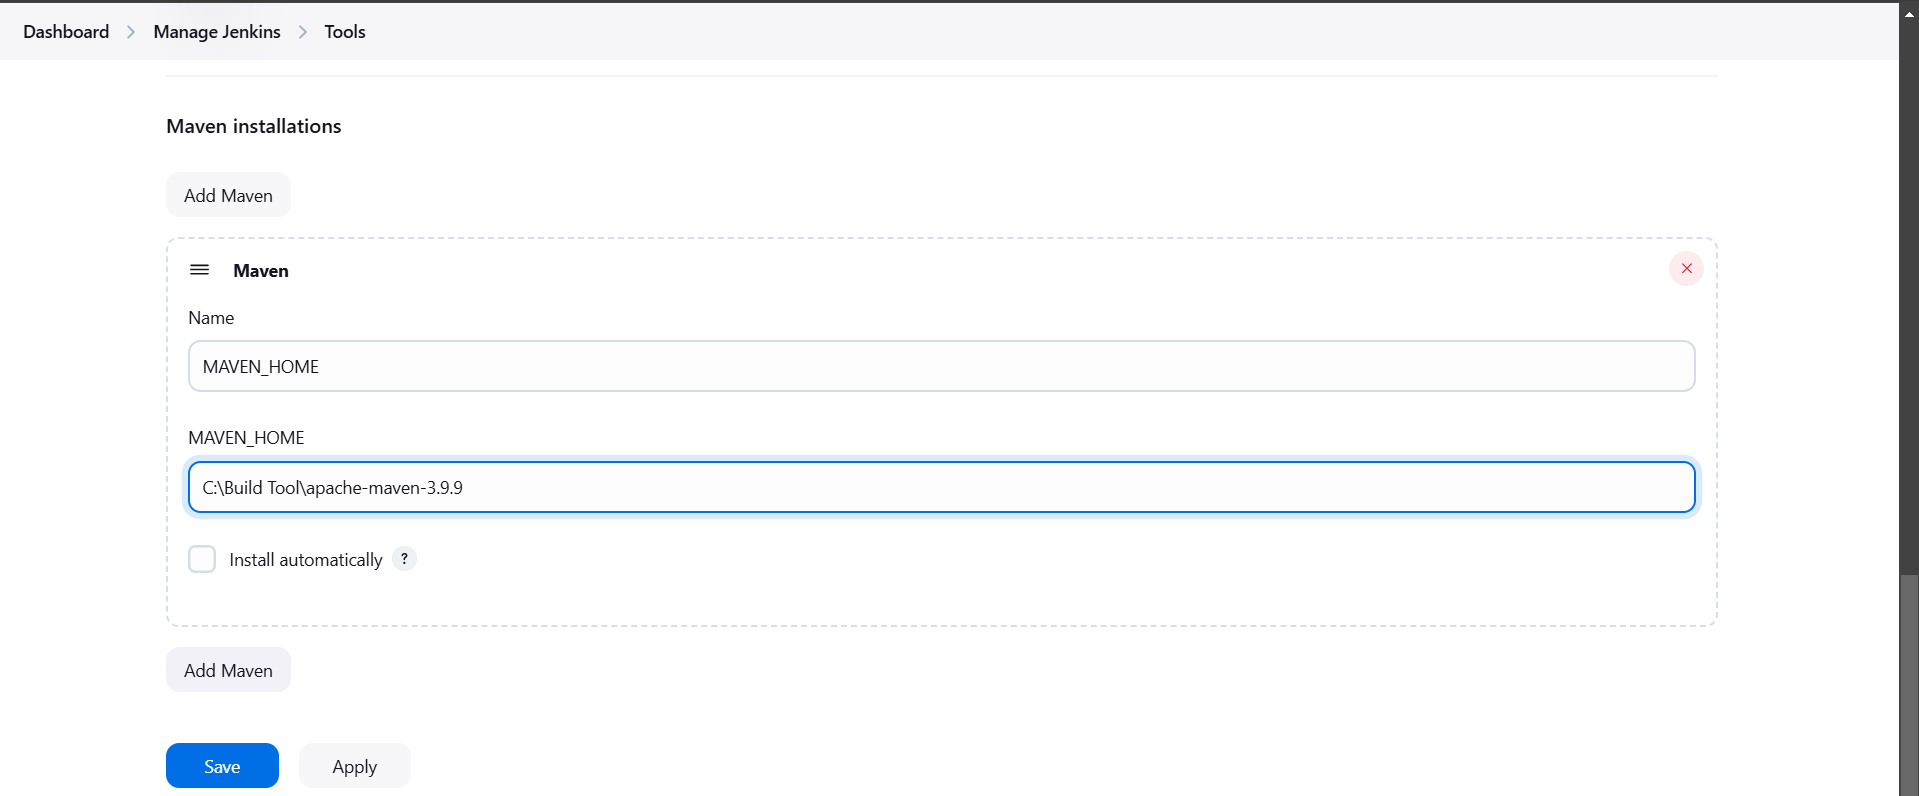 Dashboard > Manage Jenkins > Tools
Maven installations
Add Maven
Maven
Name
MAVEN_HOME
MAVEN_HOME
C:\Build Tool\apache-maven-3.9.9
Install automatically ?
Add Maven
Save Apply